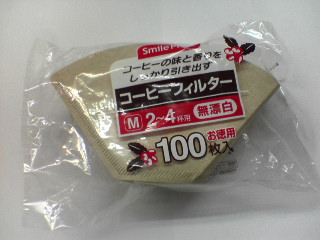 Smile
コーヒーの味と香りを
しっかり引き出す
コーヒーフィルター
M 2~4杯用 無漂白
お徳用
100枚入